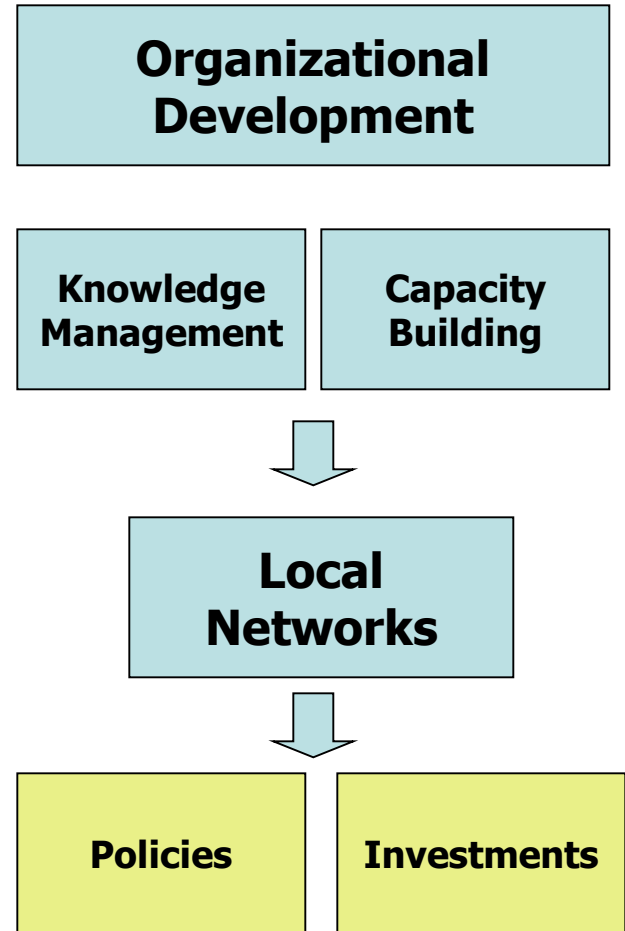 Organizational
Development
Knowledge
Management
Capacity
Building
Local
Networks
Policies
Investments